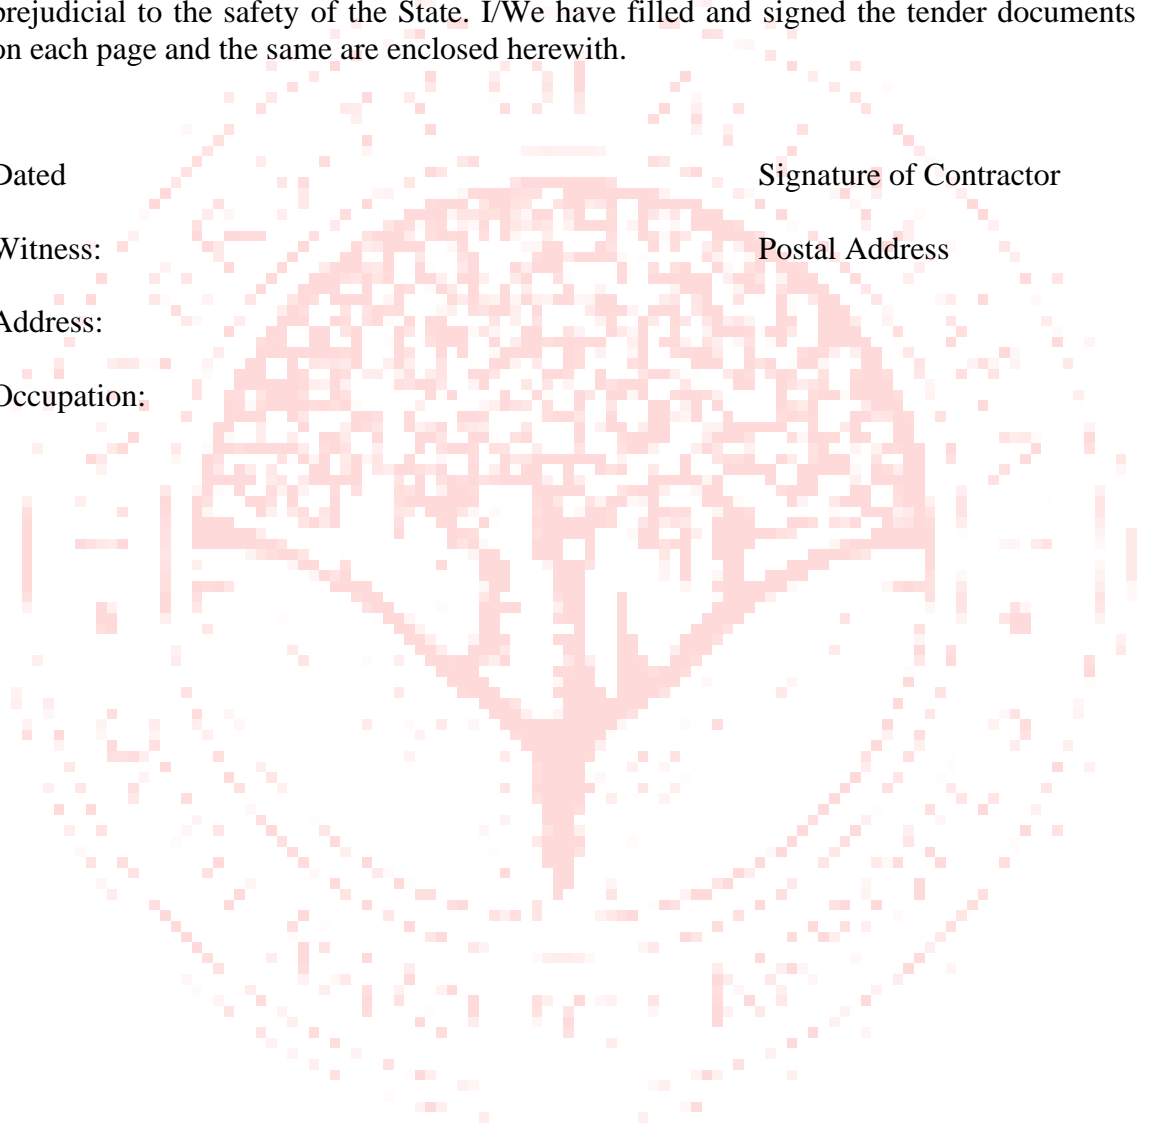 prejudicial to the safety of the State. I/We have filled and signed the tender documents
on each page and the same are enclosed herewith.
Dated Signature of Contractor
Witness: Postal Address
Address:
Occupation: